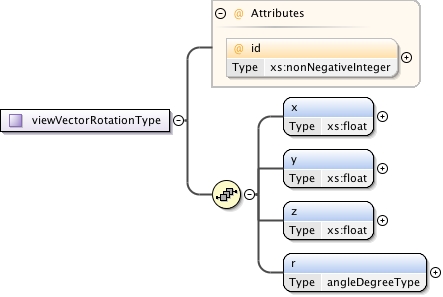 @ Attributes
@ id
Type xs:nonNegativeInteger
viewVectorRotationType
x
Type xs:float
y
Type xs:float
z
Type xs:float
r
Type angleDegreeType